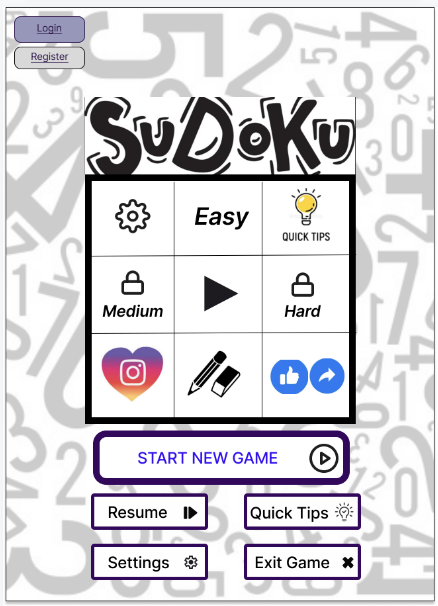 Login
Register
SuDoKu
Easy
QUICK TIPS
Medium
Hard
START NEW GAME
Resume
Quick Tips
Settings
Exit Game